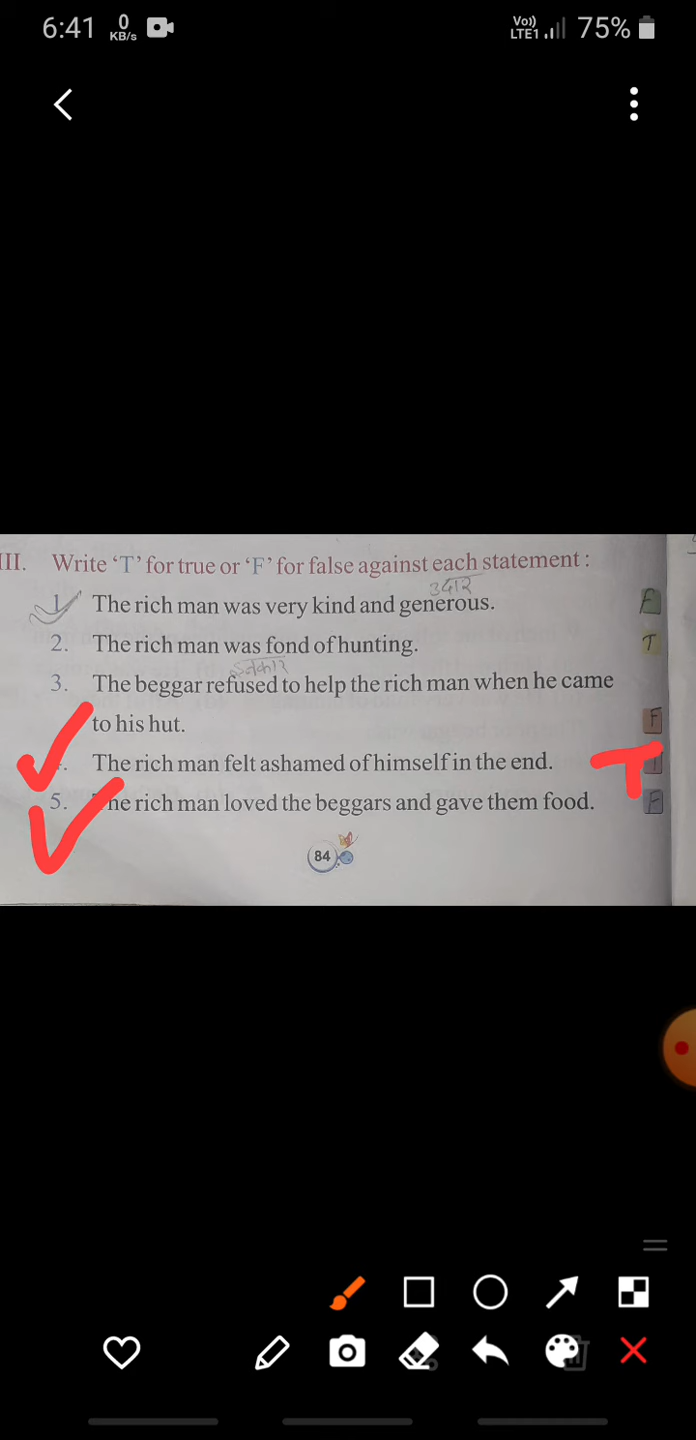 6:41 0 KB/s Vo)) LTE1 75%
III. Write ‘T’ for true or ‘F’ for false against each statement :
उदार
1. The rich man was very kind and generous. F
2. The rich man was fond of hunting. T
3. The beggar refused to help the rich man when he came
to his hut. F
The rich man felt ashamed of himself in the end. T
5. The rich man loved the beggars and gave them food. F
84